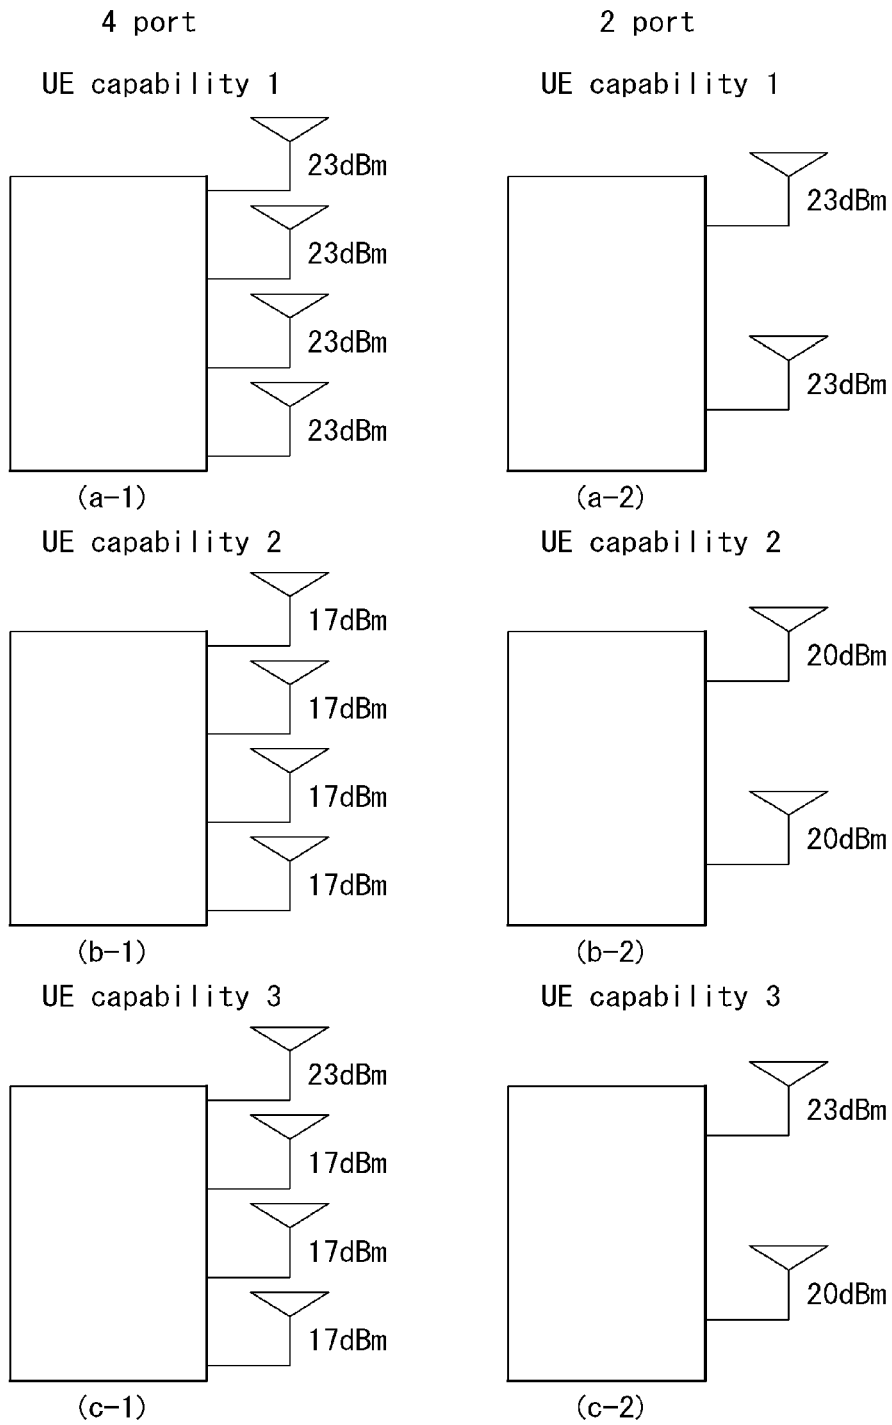 4 port
UE capability 1
23dBm
23dBm
23dBm
23dBm
(a-1)
2 port
UE capability 1
23dBm
23dBm
(a-2)
UE capability 2
17dBm
17dBm
17dBm
17dBm
(b-1)
UE capability 2
20dBm
20dBm
(b-2)
UE capability 3
23dBm
17dBm
17dBm
17dBm
(c-1)
UE capability 3
23dBm
20dBm
(c-2)